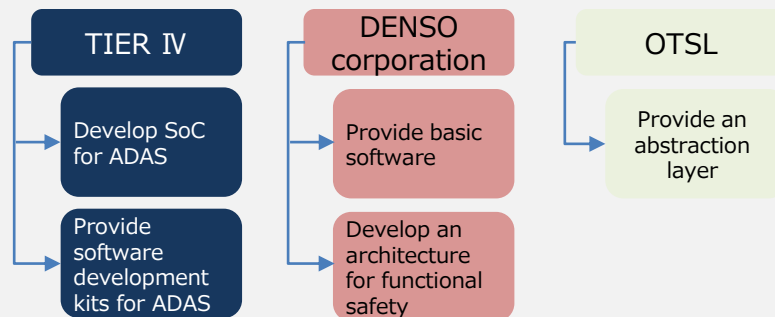 TIER Ⅳ
Develop SoC
for ADAS
Provide
software
development
kits for ADAS
DENSO
corporation
Provide basic
software
Develop an
architecture
for functional
safety
OTSL
Provide an
abstraction
layer